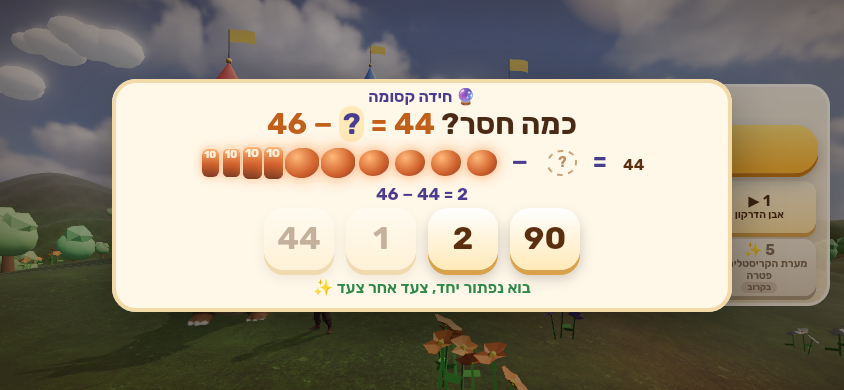 🔮 חידה קסומה
כמה חסר? 46 − ? = 44
10 10 10 10 − ? = 44
46 − 44 = 2
44 1 2 90
בוא נפתור יחד, צעד אחר צעד ✨
1 ▶
אבן הדרקון
5 ✨
מערת הקריסטלים
פטרה
בקרוב